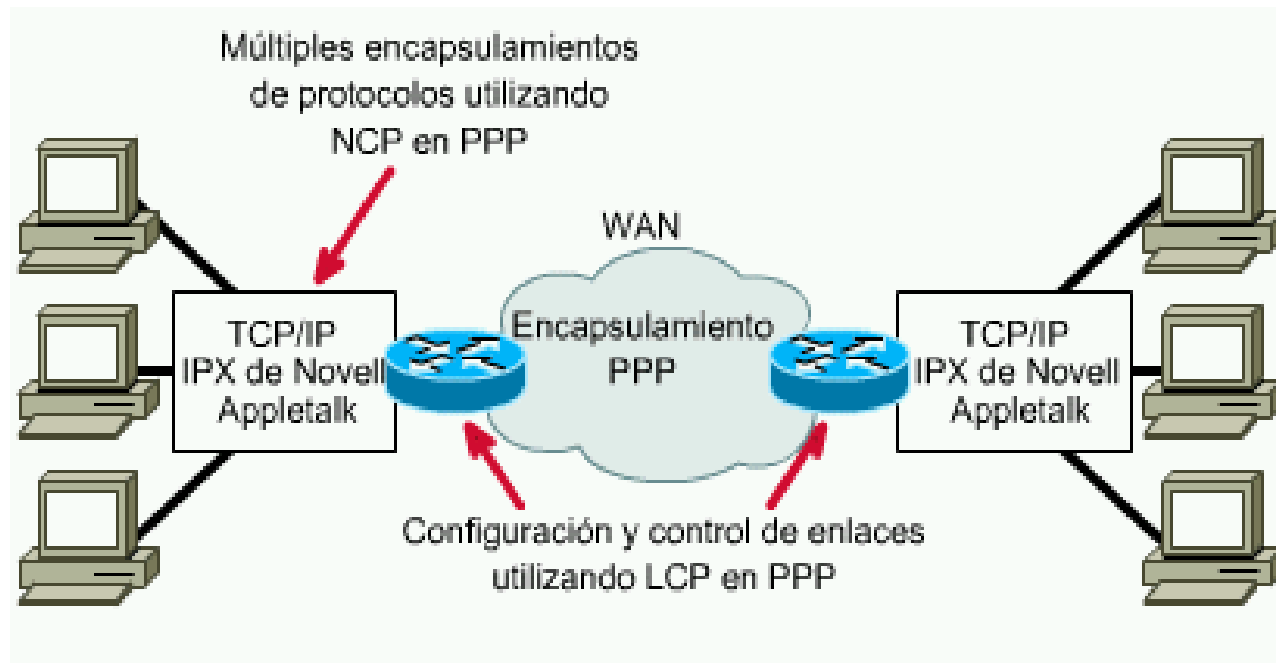 Múltiples encapsulamientos
de protocolos utilizando
NCP en PPP
WAN
TCP/IP
IPX de Novell
Appletalk
Encapsulamiento
PPP
TCP/IP
IPX de Novell
Appletalk
Configuración y control de enlaces
utilizando LCP en PPP